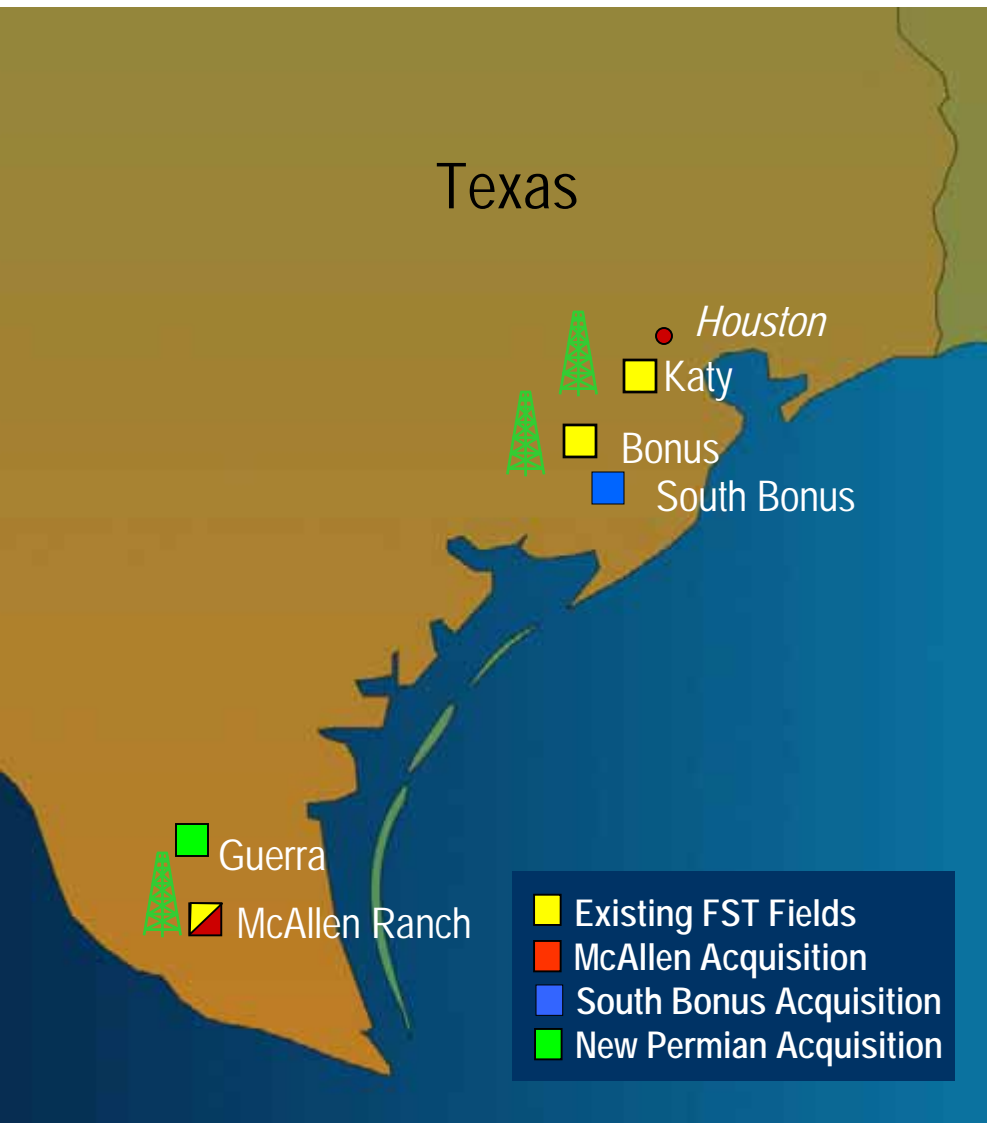 Texas
Houston
Katy
Bonus
South Bonus
Guerra
McAllen Ranch
Existing FST Fields
McAllen Acquisition
South Bonus Acquisition
New Permian Acquisition